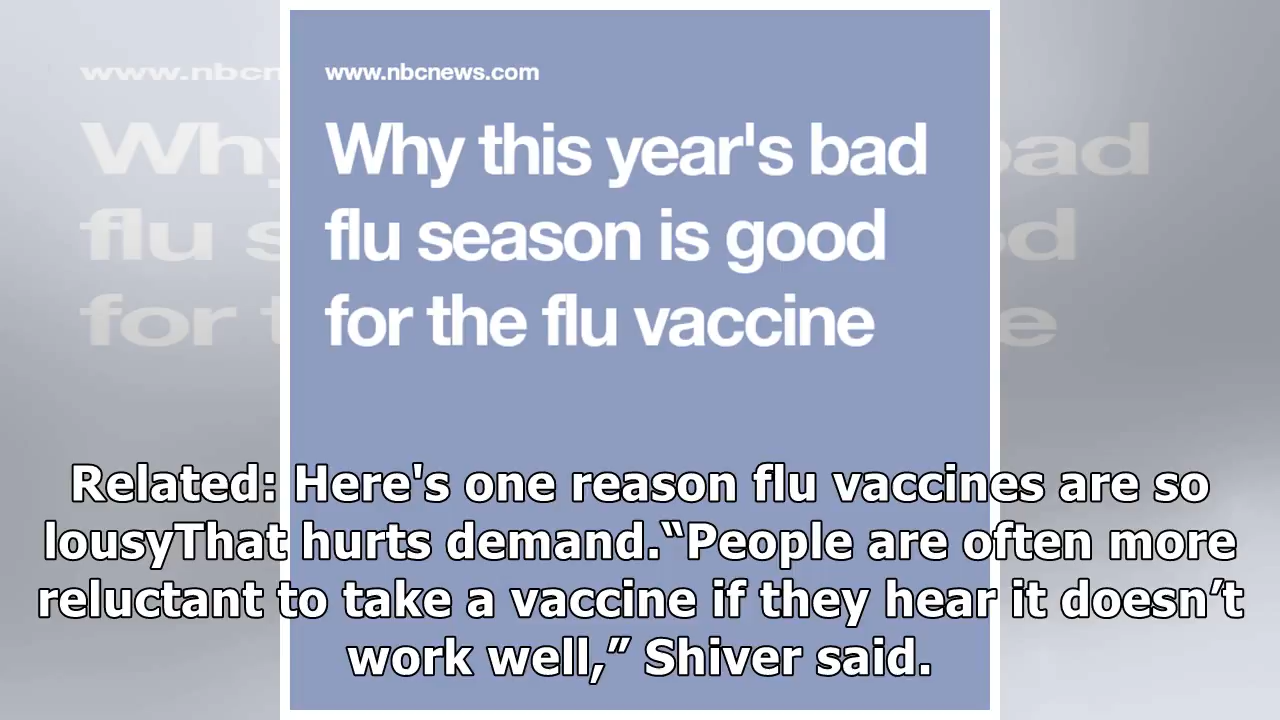 www.nbcnews.com
Why this year's bad
flu season is good
for the flu vaccine
Related: Here's one reason flu vaccines are so
lousyThat hurts demand.“People are often more
reluctant to take a vaccine if they hear it doesn’t
work well,” Shiver said.